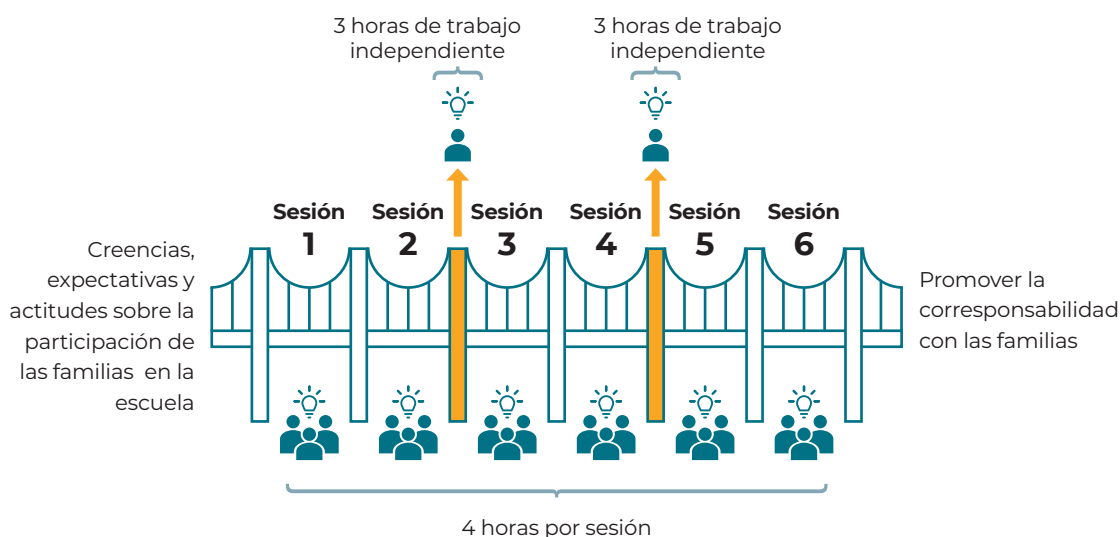 3 horas de trabajo
independiente
3 horas de trabajo
independiente
Sesión
1
Sesión
2
Sesión
3
Sesión
4
Sesión
5
Sesión
6
Creencias,
expectativas y
actitudes sobre la
participación de
las familias en la
escuela
Promover la
corresponsabilidad
con las familias
4 horas por sesión